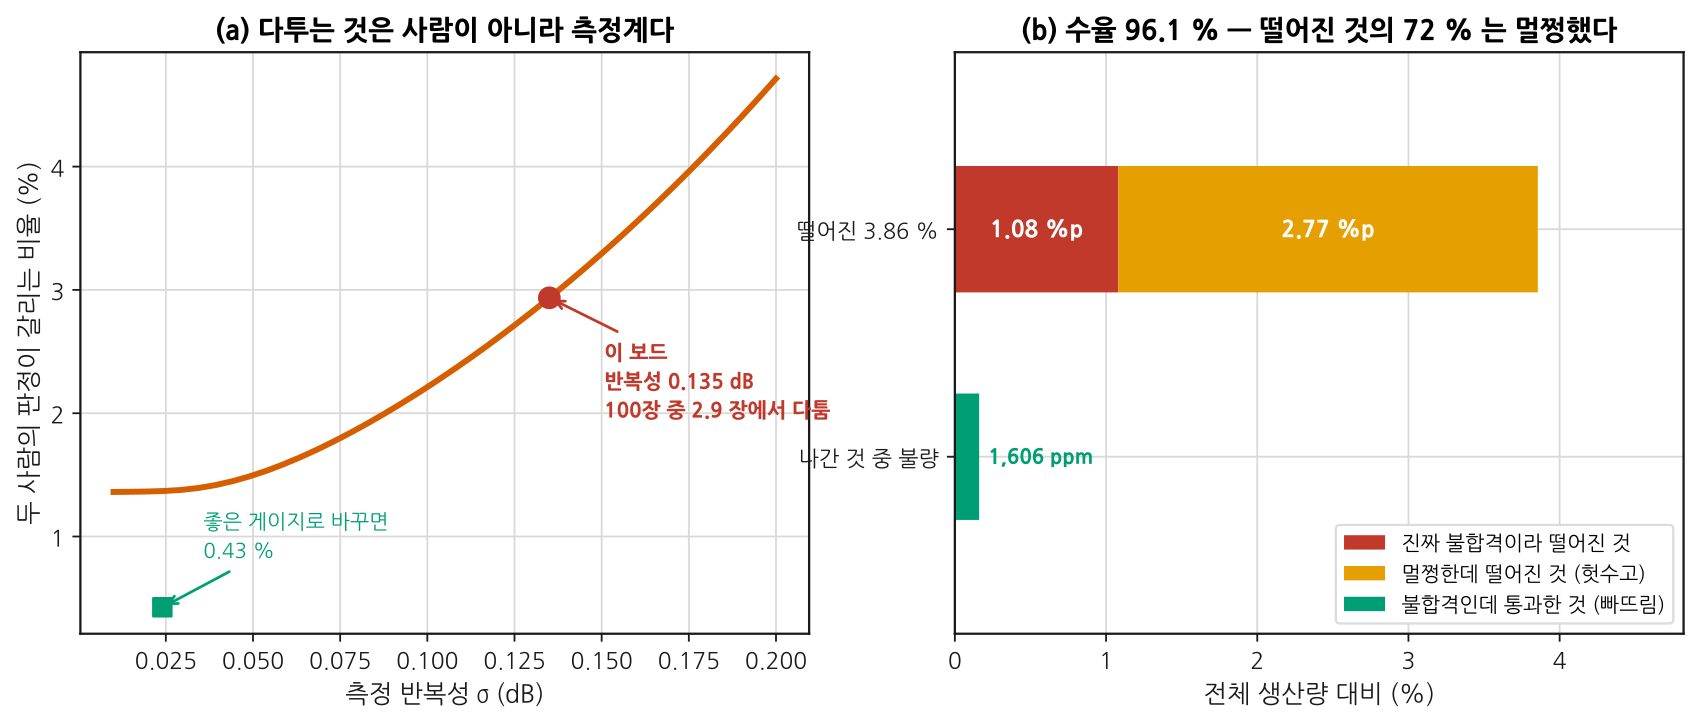 (a) 다투는 것은 사람이 아니라 측정계다
두 사람의 판정이 갈리는 비율 (%)
4
3
2
1
이 보드
반복성 0.135 dB
100장 중 2.9 장에서 다툼
좋은 게이지로 바꾸면
0.43 %
0.025 0.050 0.075 0.100 0.125 0.150 0.175 0.200
측정 반복성 σ (dB)
(b) 수율 96.1 % — 떨어진 것의 72 % 는 멀쩡했다
떨어진 3.86 %
1.08 %p
2.77 %p
나간 것 중 불량
1,606 ppm
진짜 불합격이라 떨어진 것
멀쩡한데 떨어진 것 (헛수고)
불합격인데 통과한 것 (빠뜨림)
0 1 2 3 4
전체 생산량 대비 (%)